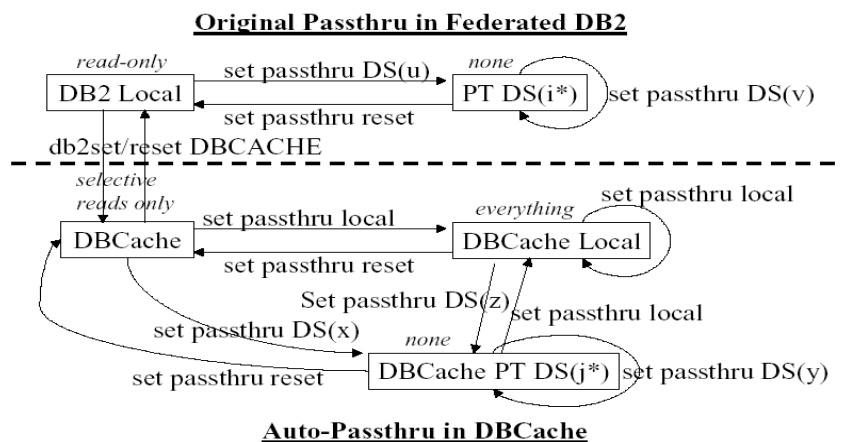 Original Passthru in Federated DB2
read-only
none
set passthru DS(u)
DB2 Local
PT DS(i*)
set passthru DS(v)
set passthru reset
db2set/reset DBCACHE
selective
reads only
set passthru local
everything
set passthru local
DBCache
DBCache Local
set passthru reset
Set passthru DS(z)
set passthru local
set passthru DS(x)
none
DBCache PT DS(j*)
set passthru DS(y)
set passthru reset
Auto-Passthru in DBCache